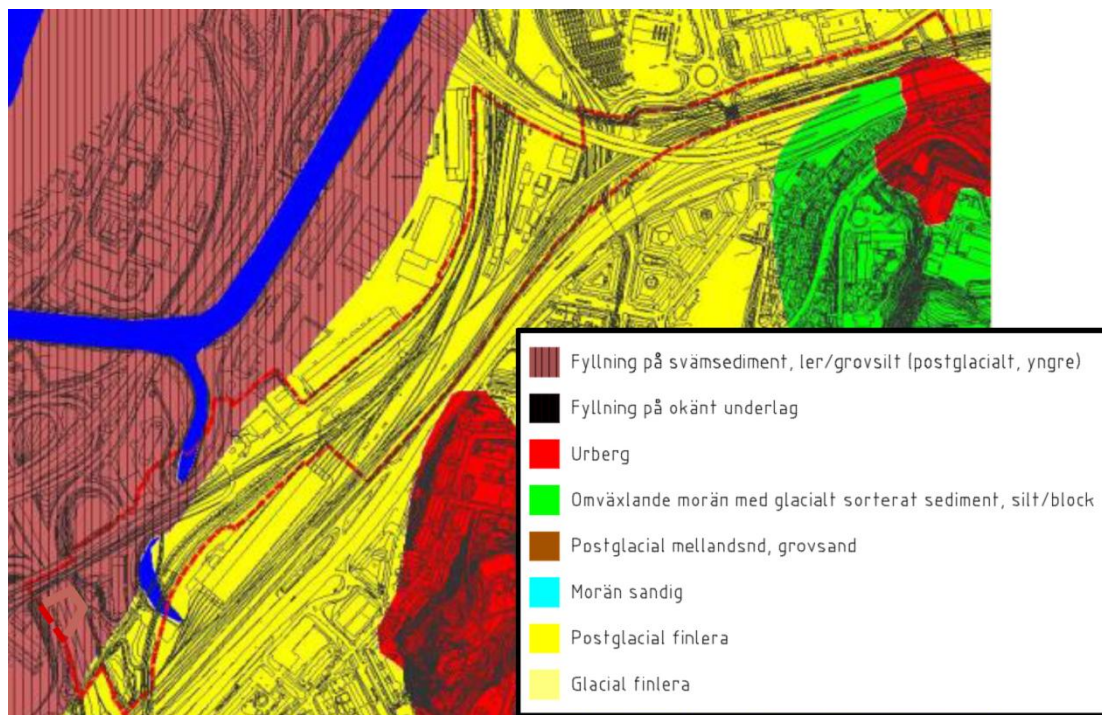 Fyllning på svämsediment, ler/grovsilt (postglacialt, yngre)
Fyllning på okänt underlag
Urberg
Omväxlande morän med glacialt sorterat sediment, silt/block
Postglacial mellandsnd, grovsand
Morän sandig
Postglacial finlera
Glacial finlera